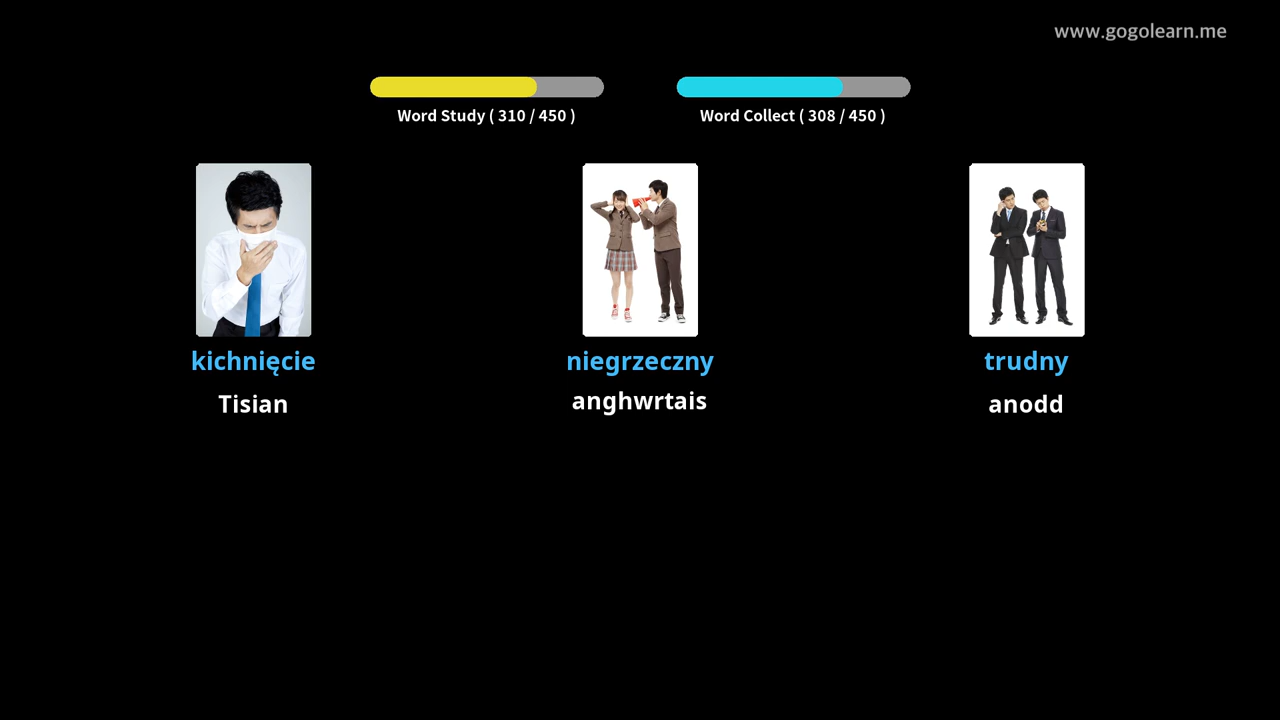 www.gogolearn.me
Word Study ( 310 / 450 )
Word Collect ( 308 / 450 )
kichnięcie
niegrzeczny
trudny
Tisian
anghwrtais
anodd